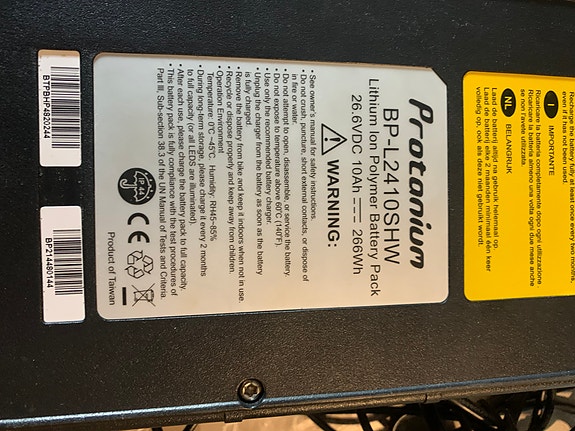 Recharge the battery fully at least once every two months,
even if it has not been used.
I IMPORTANTE
Ricaricare la batteria completamente dopo ogni utilizzazione.
Ricaricare la batteria almeno una volta ogni due mese anche
se non l'avete utilizzato.
NL BELANGRIJK
Laad de batterij altijd na gebruik helemaal op.
Laad de batterij elke 2 maanden minimaal één keer
volledig op, ook als deze niet gebruikt wordt.
Protanium
BP-L2410SHW
Lithium Ion Polymer Battery Pack
26.6VDC 10Ah 266Wh
WARNING:
• See owner's manual for safety instructions.
• Do not crush, puncture, short external contacts, or dispose of
in fire or water.
• Do not attempt to open, disassemble, or service the battery.
• Do not expose to temperature above 60°C (140°F).
• Use only the recommended battery charger.
• Unplug the charger from the battery as soon as the battery
is fully charged.
• Remove the battery from bike and keep it indoors when not in use.
• Recycle or dispose properly and keep away from children.
• Operation Environment
Temperature: 0°C ~45°C Humidity: RH45~85%
• During long-term storage, please charge it every 2 months
to full capacity (or all LEDS are illuminated).
• After each use, please charge the battery pack to full capacity.
• This battery pack is fully compliance with the test procedures of
Part III, Sub-section 38.3 of the UN Manual of Tests and Criteria.
IP 44
CE
Product of Taiwan
BTPBHP4822244
BP214480144